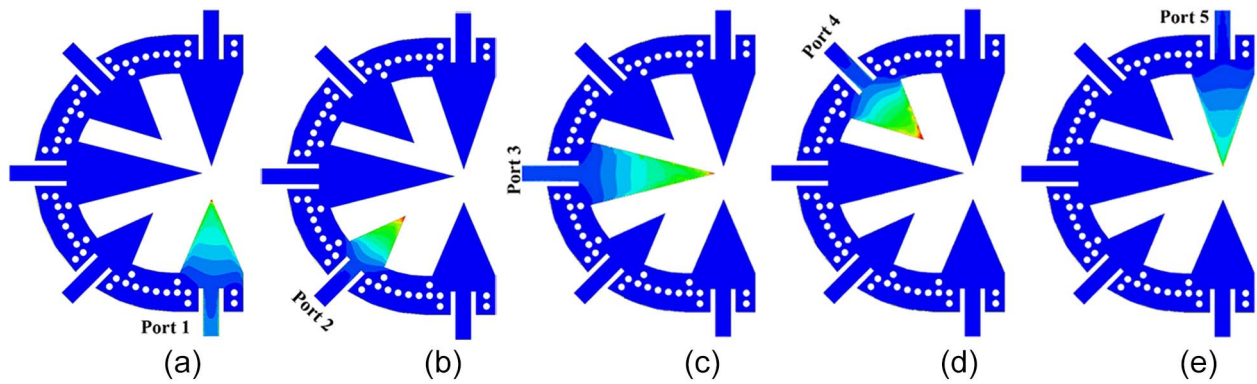 Port 1
Port 2
Port 3
Port 4
Port 5
(a)
(b)
(c)
(d)
(e)